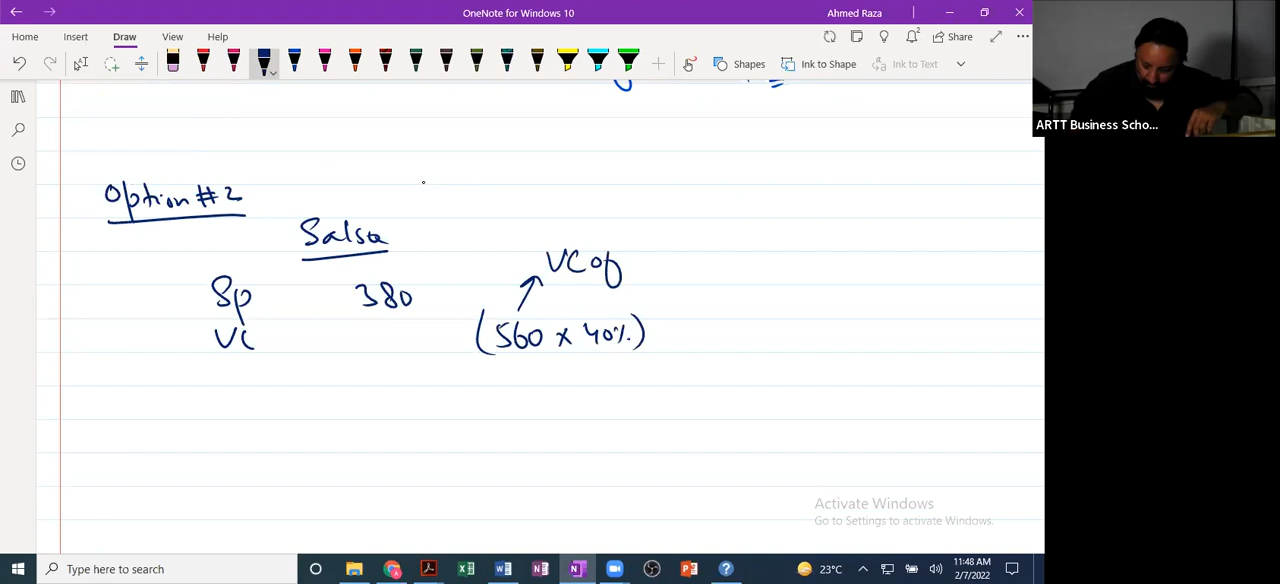 OneNote for Windows 10
Ahmed Raza
Home Insert Draw View Help
Share
Shapes
Ink to Shape
Ink to Text
ARTT Business Scho...
Option #2
Salsa
Sp 380
VC of
VC (560 x 40%)
Activate Windows
Go to Settings to activate Windows.
Type here to search
23°C
11:48 AM
2/7/2022